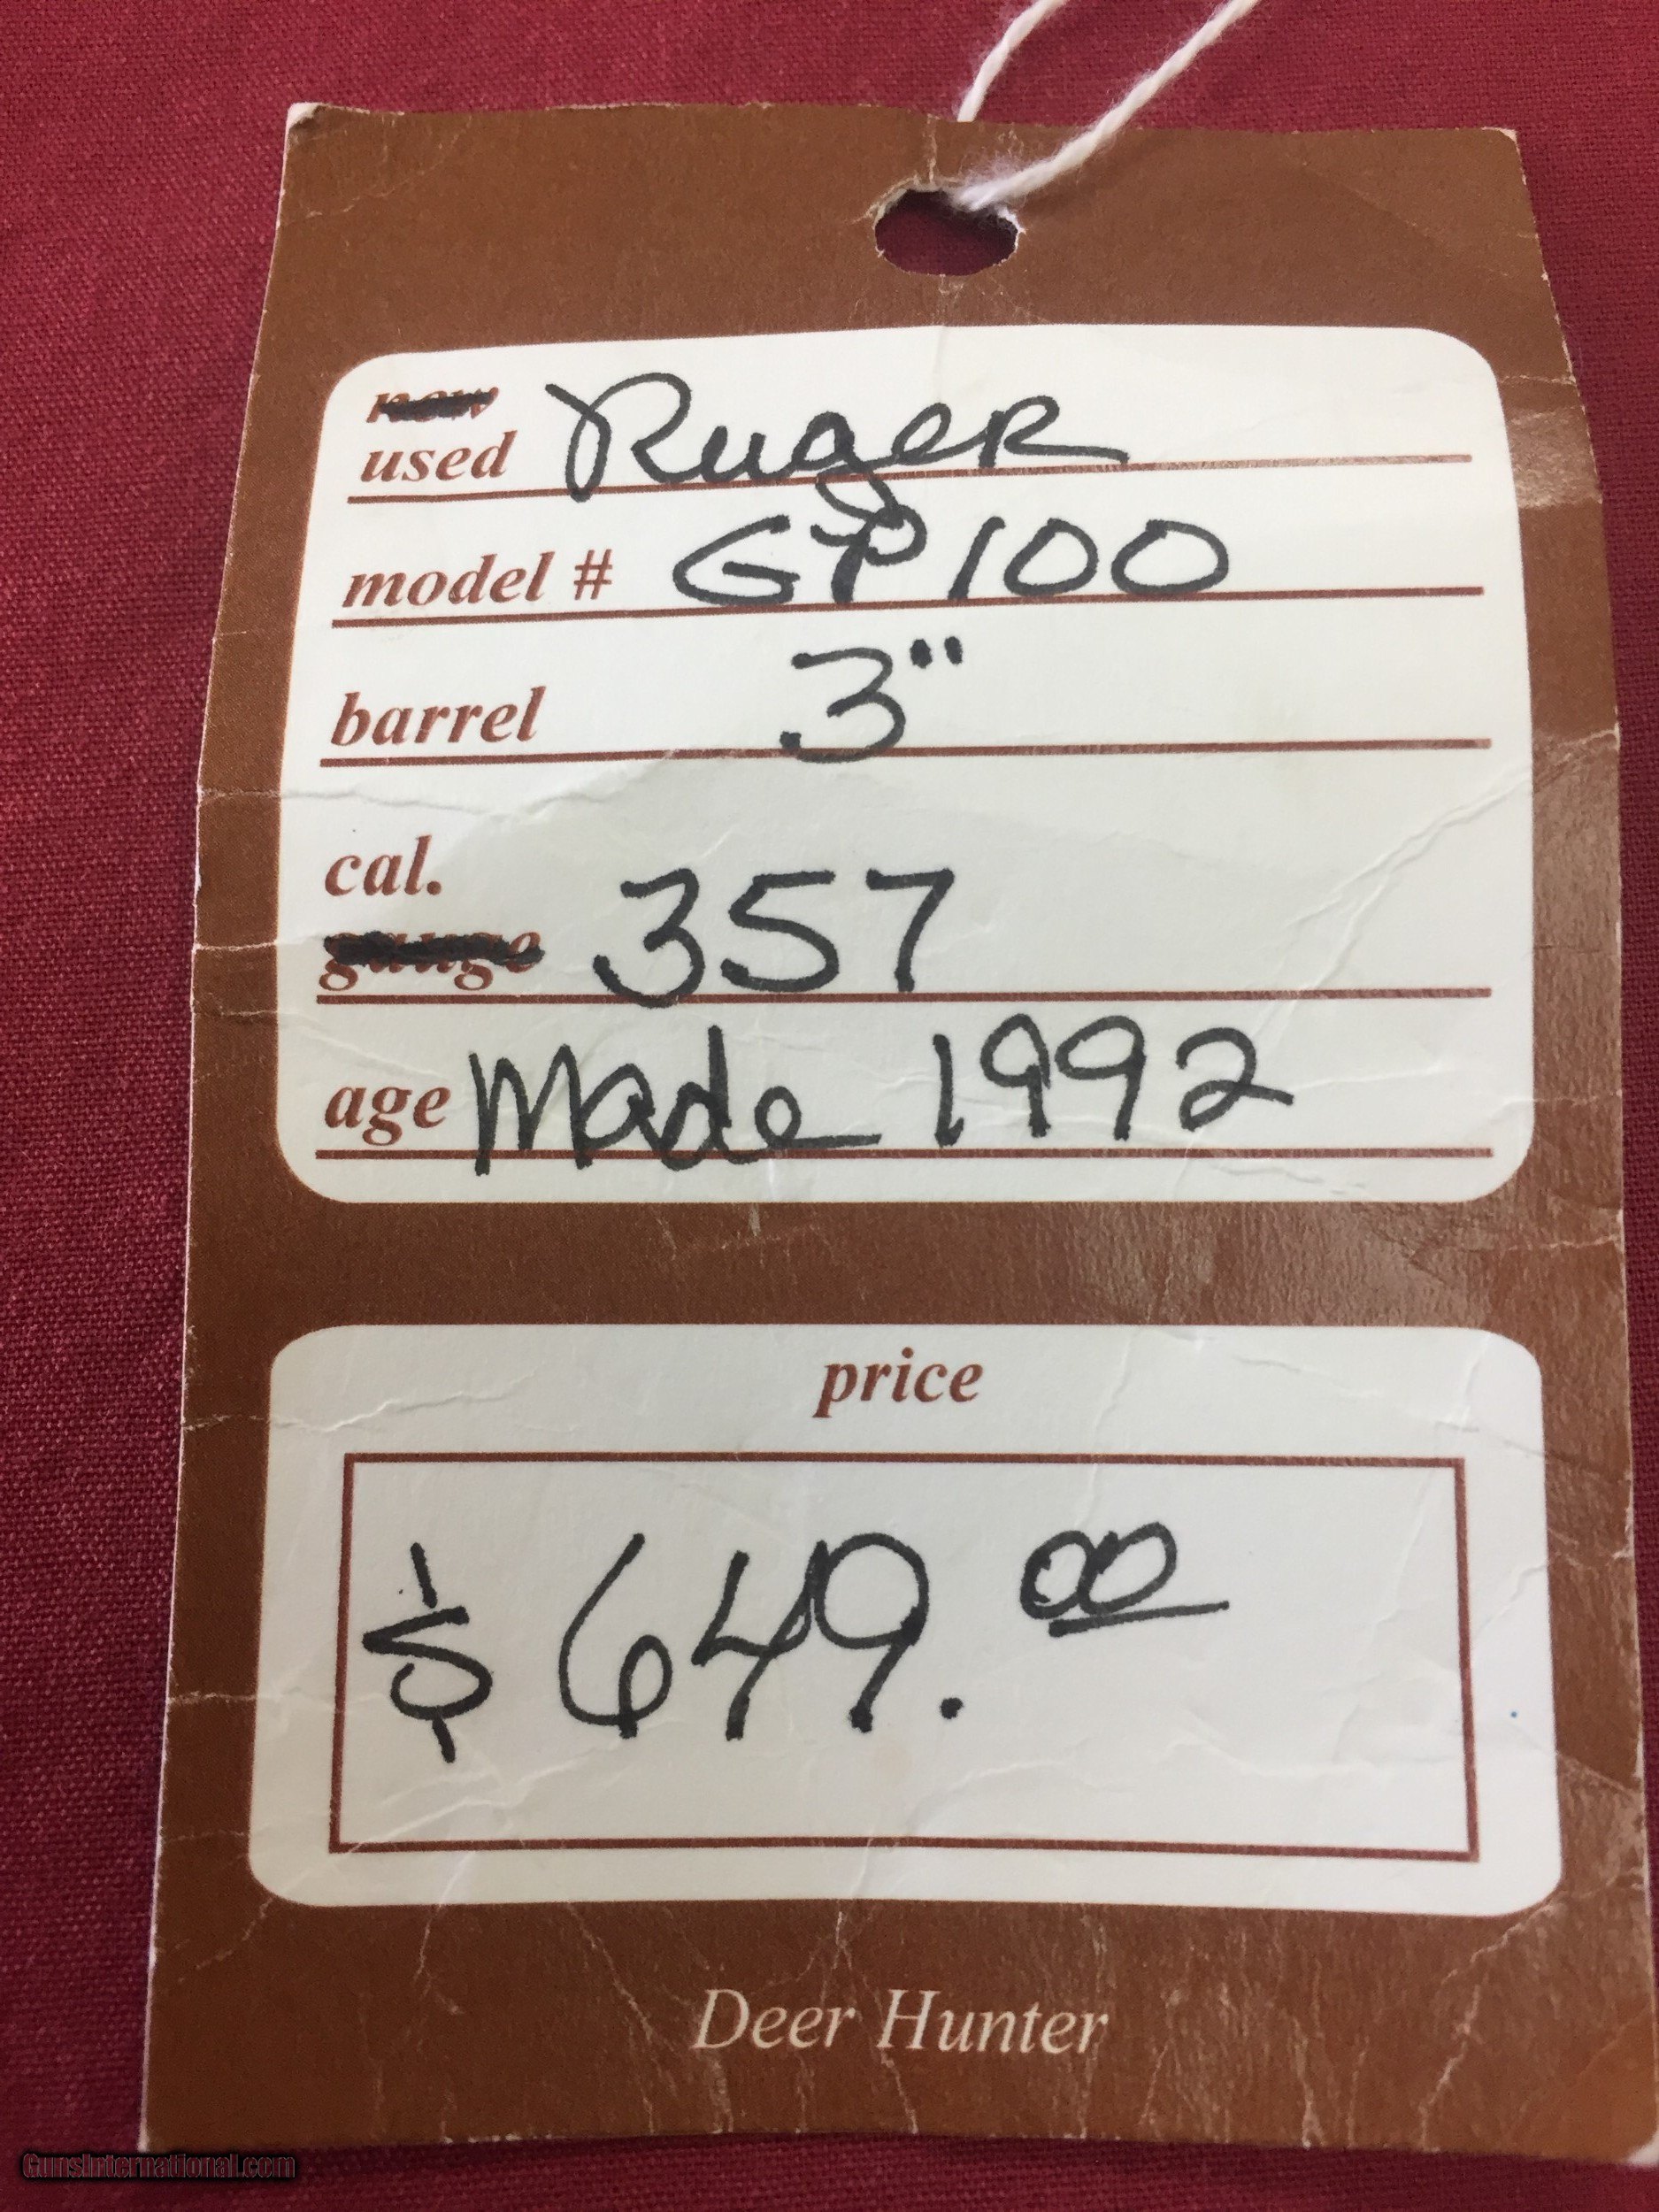 new
used Ruger
model # GP100
barrel 3"
cal.
gauge 357
age Made 1992
price
$649.00
Deer Hunter
GunsInternational.com